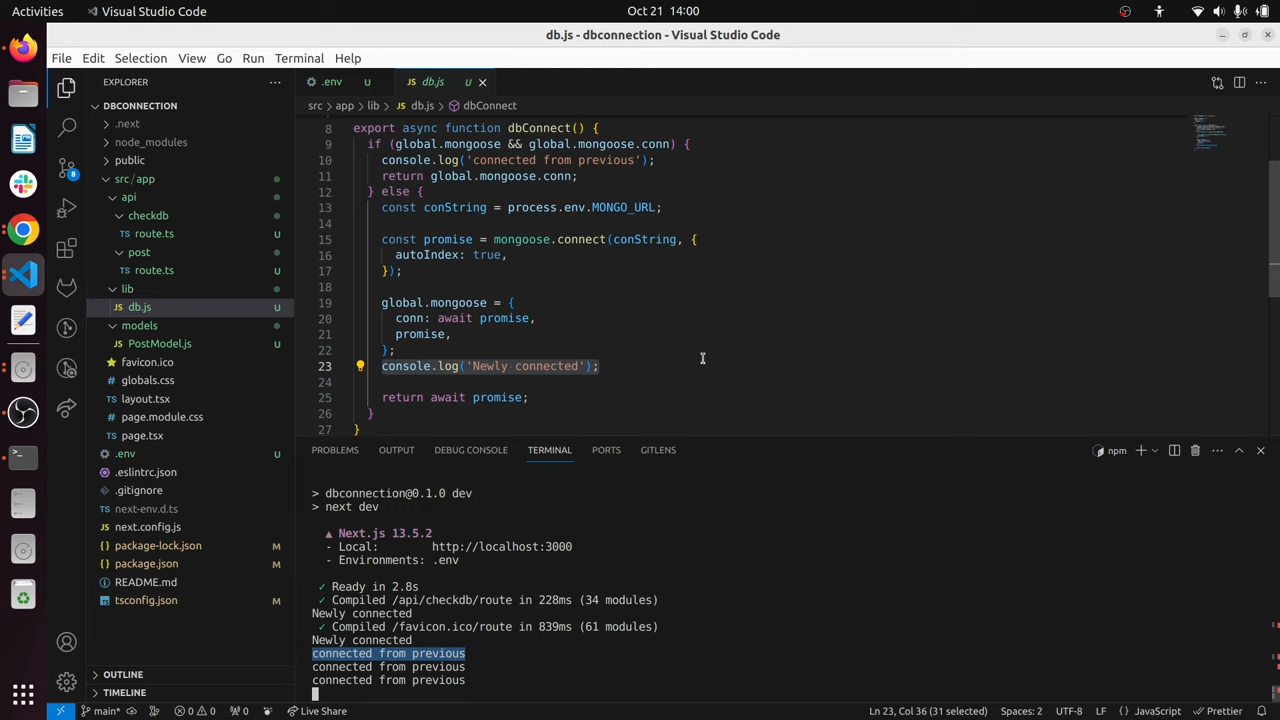 Activities
Visual Studio Code
Oct 21 14:00
db.js - dbconnection - Visual Studio Code
File Edit Selection View Go Run Terminal Help
EXPLORER
.env U
JS db.js U
DBCONNECTION
src > app > lib > JS db.js > dbConnect
.next
node_modules
public
src/app
api
checkdb
TS route.ts U
post
TS route.ts U
lib
JS db.js U
models
JS PostModel.js U
favicon.ico
globals.css
layout.tsx
page.module.css
page.tsx
.env U
.eslintrc.json
.gitignore
next-env.d.ts
next.config.js
package-lock.json M
package.json M
README.md
tsconfig.json M
OUTLINE
TIMELINE
8 export async function dbConnect() {
9 if (global.mongoose && global.mongoose.conn) {
10 console.log('connected from previous');
11 return global.mongoose.conn;
12 } else {
13 const conString = process.env.MONGO_URL;
14
15 const promise = mongoose.connect(conString, {
16 autoIndex: true,
17 });
18
19 global.mongoose = {
20 conn: await promise,
21 promise,
22 };
23 console.log('Newly connected');
24
25 return await promise;
26 }
27 }
PROBLEMS OUTPUT DEBUG CONSOLE TERMINAL PORTS GITLENS
npm
> dbconnection@0.1.0 dev
> next dev
▲ Next.js 13.5.2
- Local: http://localhost:3000
- Environments: .env
✓ Ready in 2.8s
✓ Compiled /api/checkdb/route in 228ms (34 modules)
Newly connected
✓ Compiled /favicon.ico/route in 839ms (61 modules)
Newly connected
connected from previous
connected from previous
connected from previous
8
main* 0 0 0 Live Share
Ln 23, Col 36 (31 selected) Spaces: 2 UTF-8 LF JavaScript Prettier